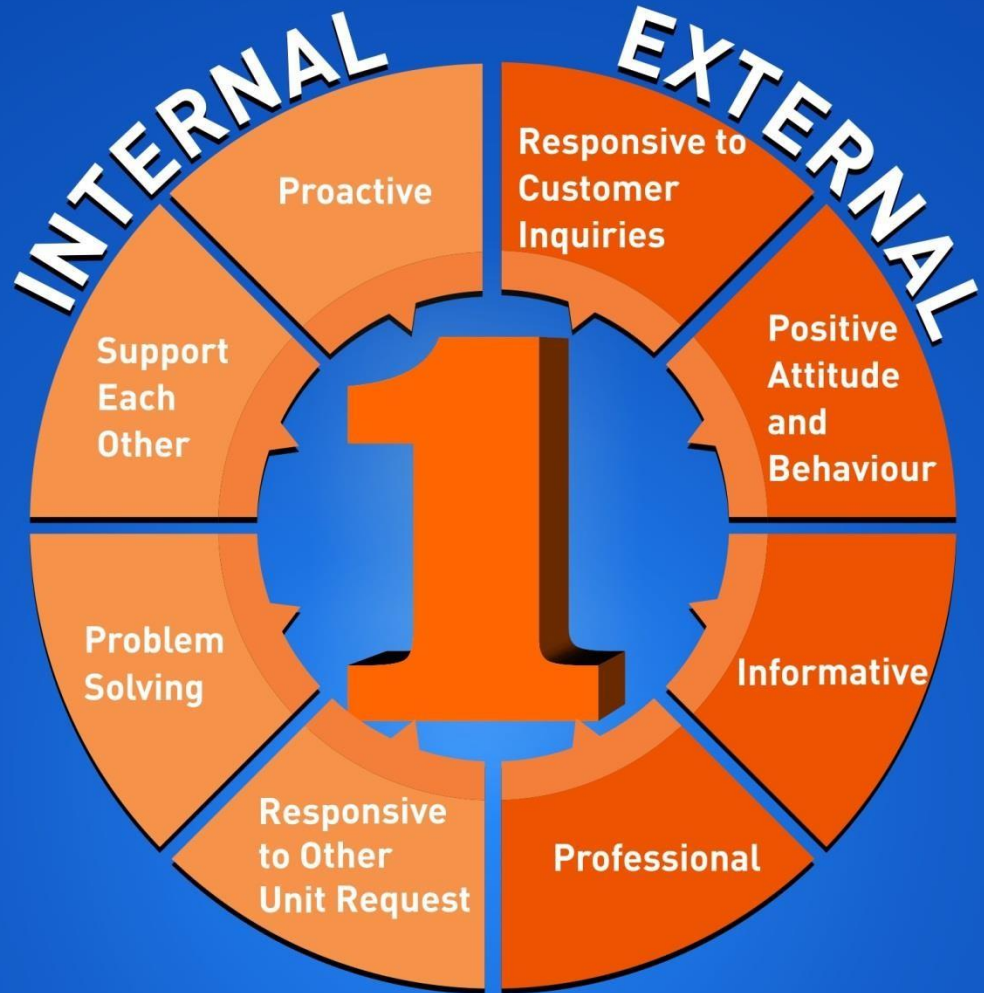 INTERNAL
EXTERNAL
Proactive
Responsive to
Customer
Inquiries
Support
Each
Other
Positive
Attitude
and
Behaviour
1
Problem
Solving
Informative
Responsive
to Other
Unit Request
Professional